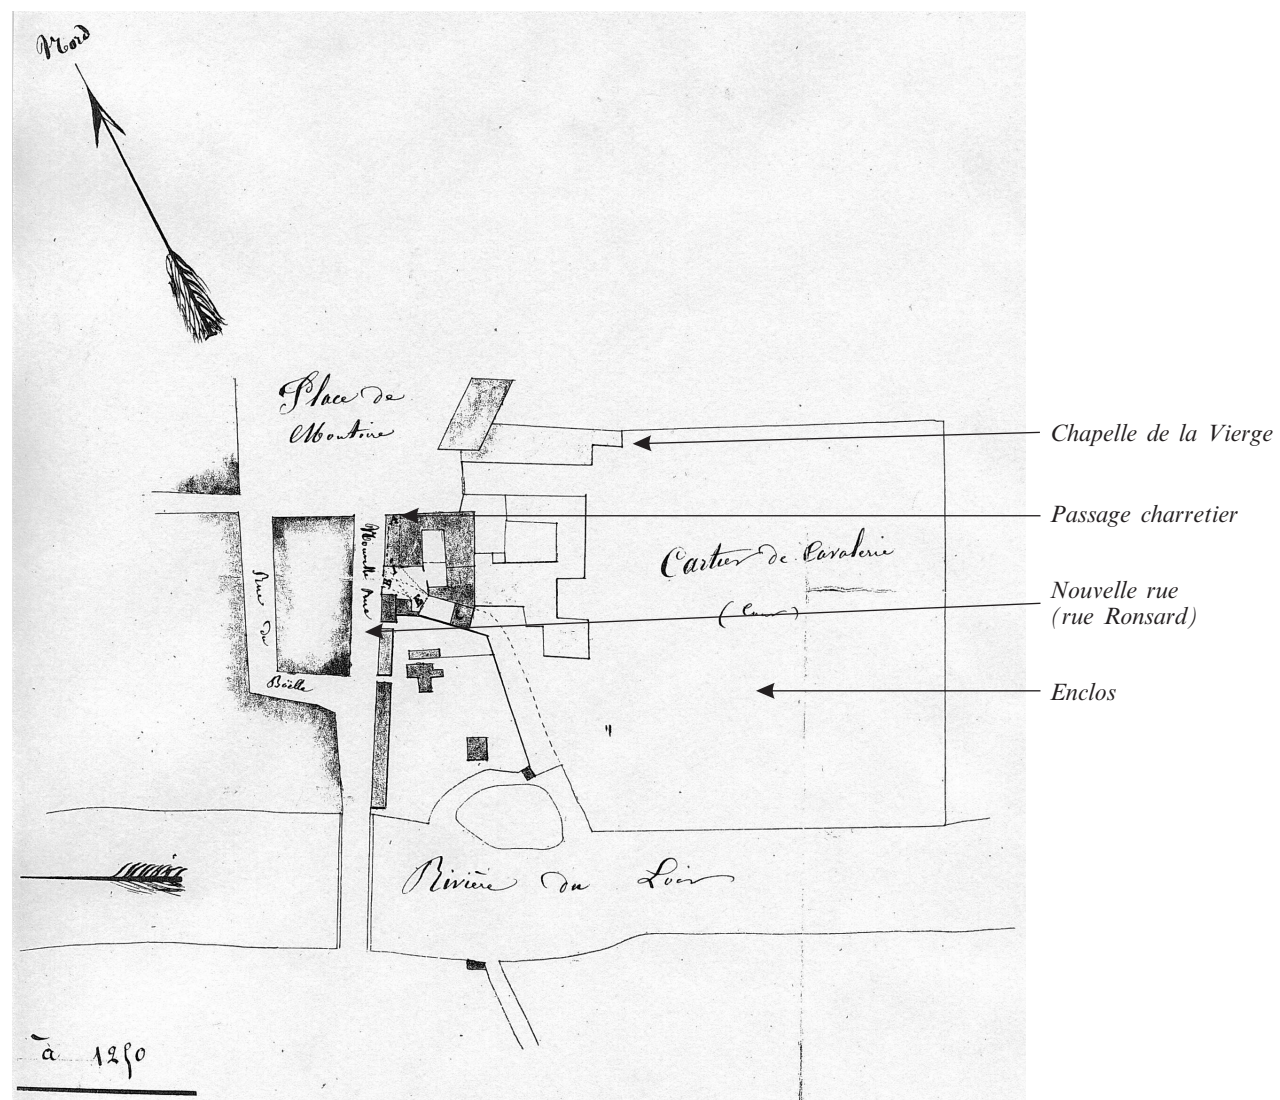 Nord
Place de
Montoire
Chapelle de la Vierge
Passage charretier
Nouvelle rue
Cartier de Cavalerie
(Cour)
Nouvelle rue
(rue Ronsard)
Rue du
Boëlle
Enclos
Rivière du Loir
à 1250